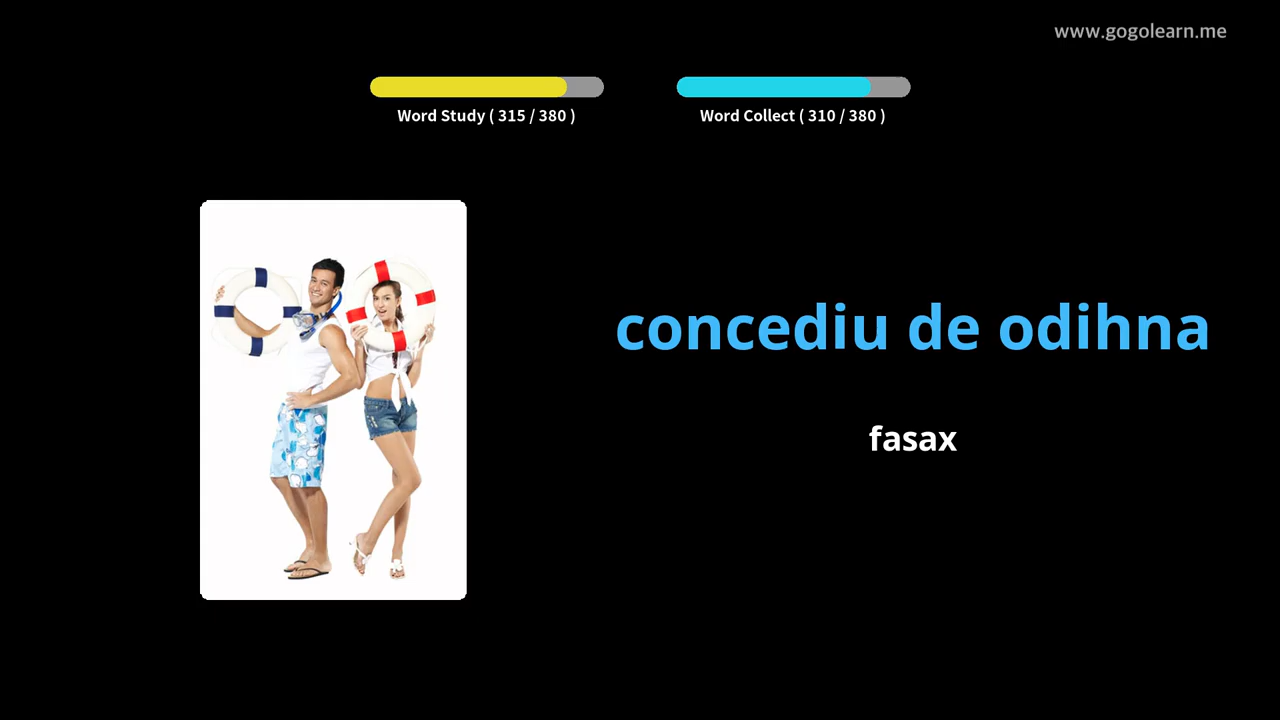 www.gogolearn.me
Word Study ( 315 / 380 )
Word Collect ( 310 / 380 )
concediu de odihna
fasax